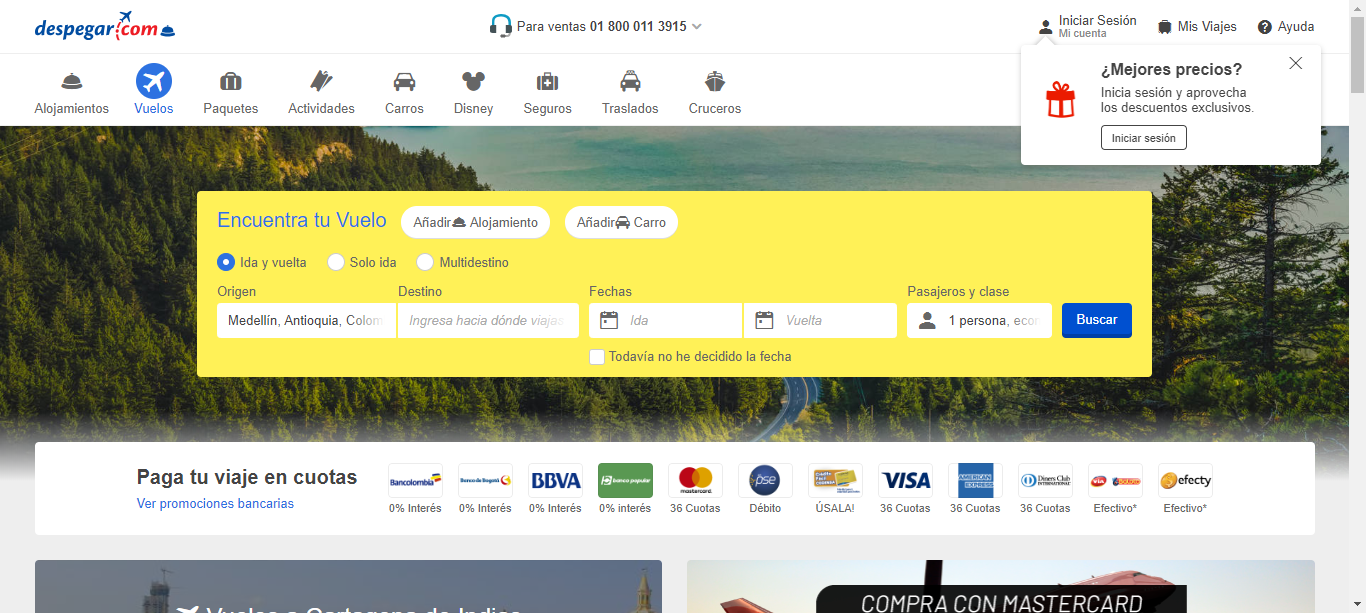 despegar.com
Para ventas 01 800 011 3915
Iniciar Sesión
Mi cuenta
Mis Viajes
Ayuda
¿Mejores precios?
Inicia sesión y aprovecha
los descuentos exclusivos.
Iniciar sesión
Alojamientos
Vuelos
Paquetes
Actividades
Carros
Disney
Seguros
Traslados
Cruceros
Encuentra tu Vuelo
Añadir Alojamiento
Añadir Carro
Ida y vuelta
Solo ida
Multidestino
Origen
Destino
Fechas
Pasajeros y clase
Medellín, Antioquia, Colom
Ingresa hacia dónde viajas
Ida
Vuelta
1 persona, econ
Buscar
Todavía no he decidido la fecha
Paga tu viaje en cuotas
Ver promociones bancarias
Bancolombia
0% Interés
Banco de Bogotá
0% Interés
BBVA
0% Interés
banco popular
0% interés
mastercard
36 Cuotas
pse
Débito
ÚSALA!
VISA
36 Cuotas
AMERICAN EXPRESS
36 Cuotas
Diners Club
INTERNATIONAL
36 Cuotas
via BALOTO
Efectivo*
efecty
Efectivo*
Vuelos a Cartagena de Indias
COMPRA CON MASTERCARD